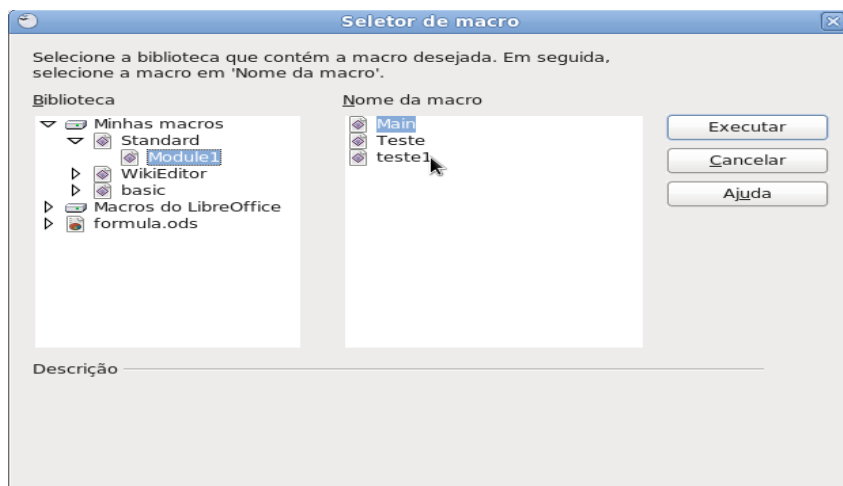 Seletor de macro
Selecione a biblioteca que contém a macro desejada. Em seguida,
selecione a macro em 'Nome da macro'.
Biblioteca
Minhas macros
Standard
Module1
WikiEditor
basic
Macros do LibreOffice
formula.ods
Nome da macro
Main
Teste
teste1
Executar
Cancelar
Ajuda
Descrição